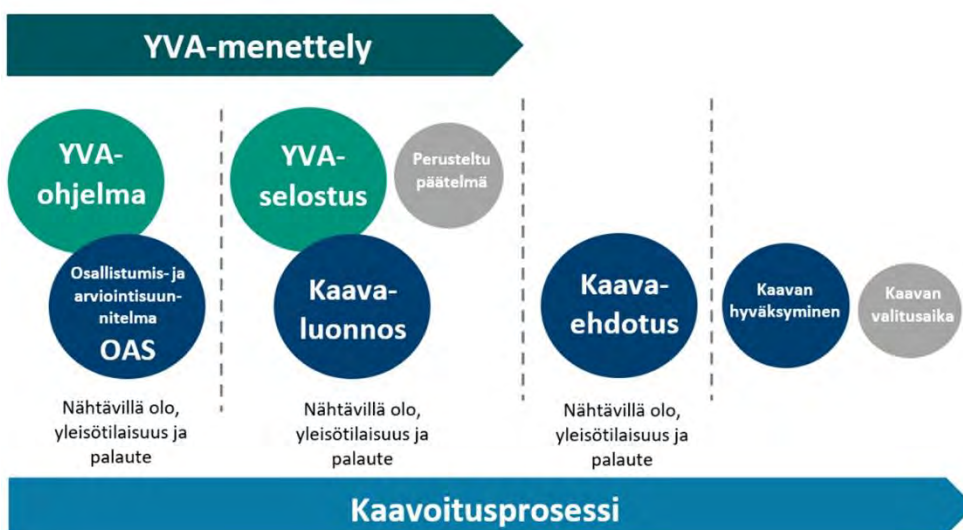 YVA-menettely
YVA-
ohjelma
Osallistumis- ja
arviointisuun-
nitelma
OAS
Nähtävillä olo,
yleisötilaisuus ja
palaute
YVA-
selostus
Perusteltu
päätelmä
Kaava-
luonnos
Nähtävillä olo,
yleisötilaisuus ja
palaute
Kaava-
ehdotus
Nähtävillä olo,
yleisötilaisuus ja
palaute
Kaavan
hyväksyminen
Kaavan
valitusaika
Kaavoitusprosessi